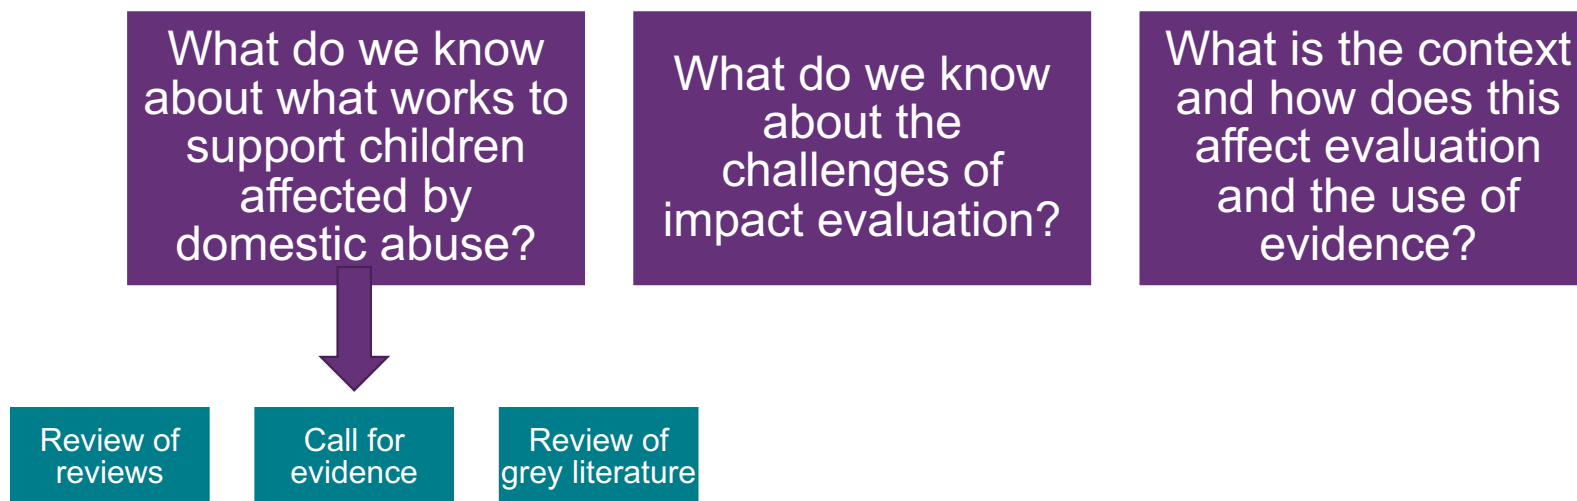 What do we know
about what works to
support children
affected by
domestic abuse?
What do we know
about the
challenges of
impact evaluation?
What is the context
and how does this
affect evaluation
and the use of
evidence?
Review of
reviews
Call for
evidence
Review of
grey literature